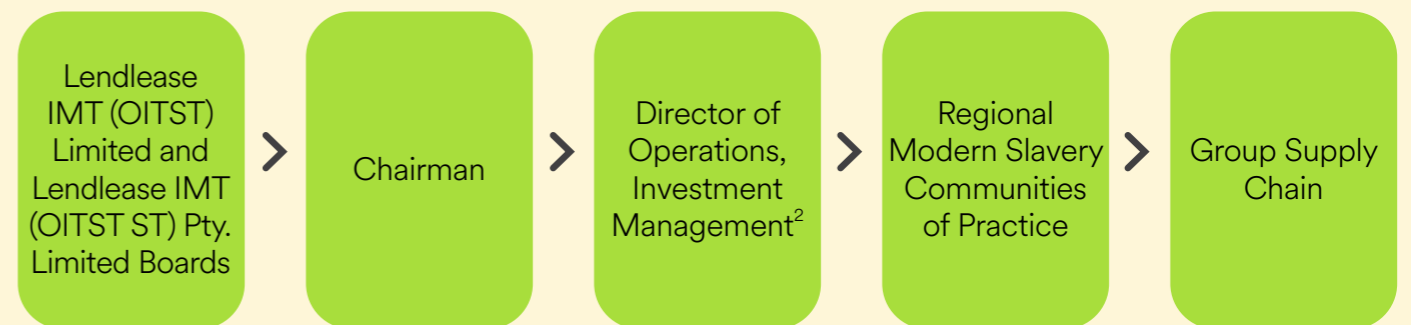 Lendlease
IMT (OITST)
Limited and
Lendlease IMT
(OITST ST) Pty.
Limited Boards
Chairman
Director of
Operations,
Investment
Management²
Regional
Modern Slavery
Communities
of Practice
Group Supply
Chain